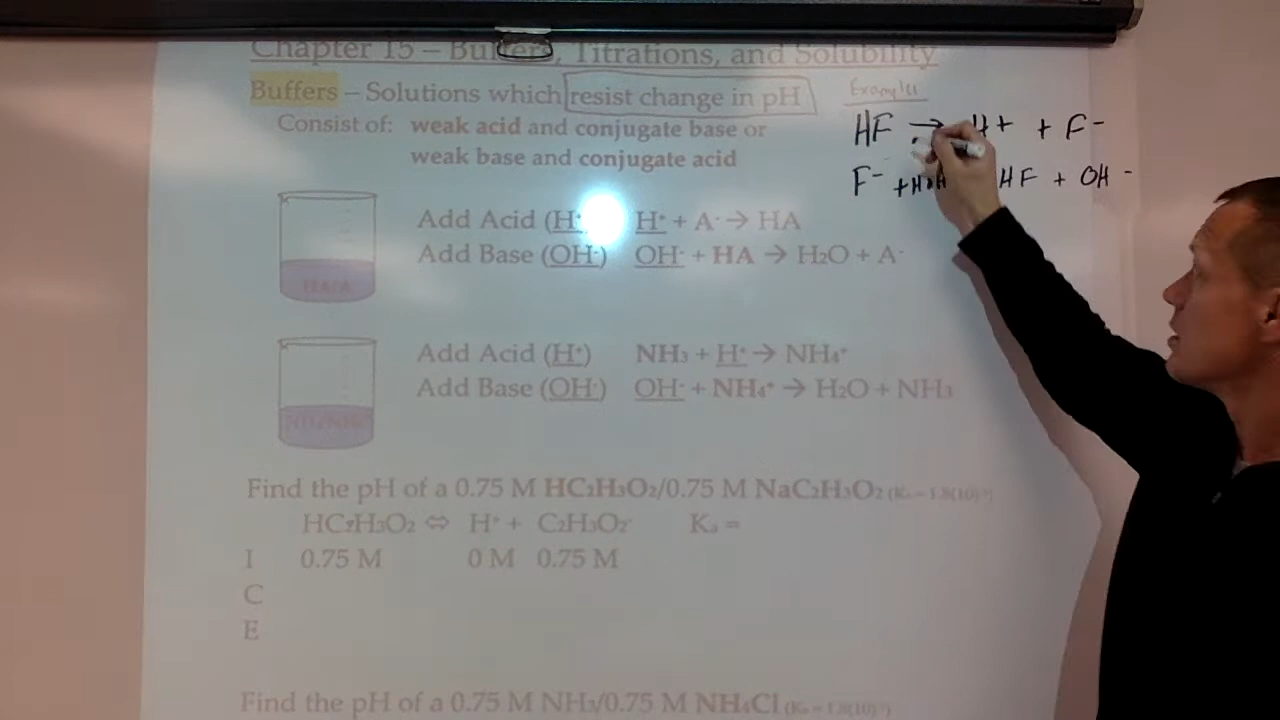 Chapter 15 – Buffers, Titrations, and Solubility
Buffers – Solutions which resist change in pH
Consist of: weak acid and conjugate base or
weak base and conjugate acid
Examples
HF → H+ + F-
F- + H2O HF + OH-
Add Acid (H+) H+ + A- → HA
Add Base (OH-) OH- + HA → H2O + A-
HA/A-
Add Acid (H+) NH3 + H+ → NH4+
Add Base (OH-) OH- + NH4+ → H2O + NH3
Find the pH of a 0.75 M HC2H3O2/0.75 M NaC2H3O2
HC2H3O2 ⇔ H+ + C2H3O2- Ka =
I 0.75 M 0 M 0.75 M
C
E
Find the pH of a 0.75 M NH3/0.75 M NH4Cl